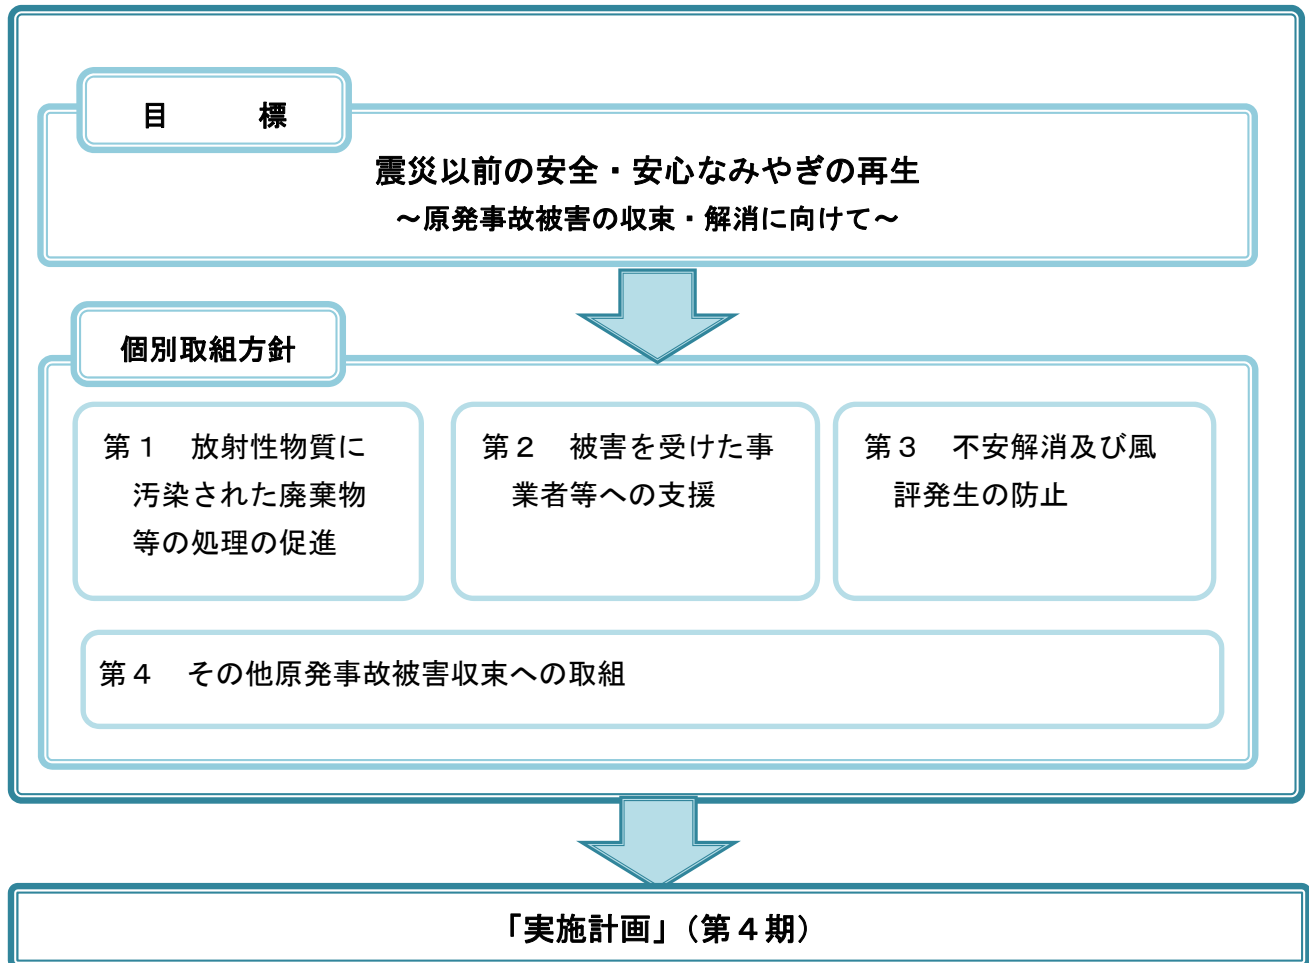 目　　　標
震災以前の安全・安心なみやぎの再生
～原発事故被害の収束・解消に向けて～
個別取組方針
第１　放射性物質に
汚染された廃棄物
等の処理の促進
第２　被害を受けた事
業者等への支援
第３　不安解消及び風
評発生の防止
第４　その他原発事故被害収束への取組
「実施計画」（第４期）